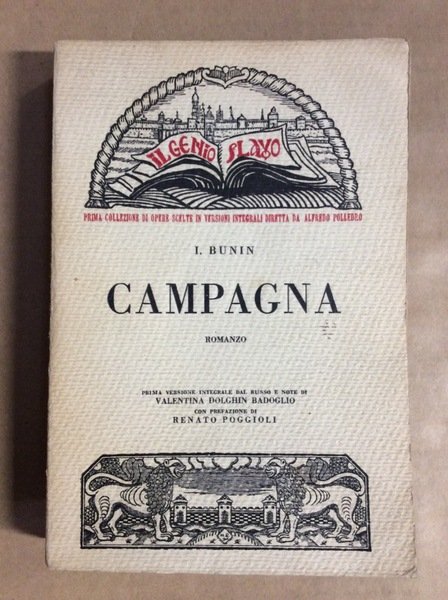 IL GENIO SLAVO
PRIMA COLLEZIONE DI OPERE SCELTE IN VERSIONI INTEGRALI DIRETTA DA ALFREDO POLLEDRO
I. BUNIN
CAMPAGNA
ROMANZO
PRIMA VERSIONE INTEGRALE DAL RUSSO E NOTE DI
VALENTINA DOLGHIN BADOGLIO
CON PREFAZIONE DI
RENATO POGGIOLI